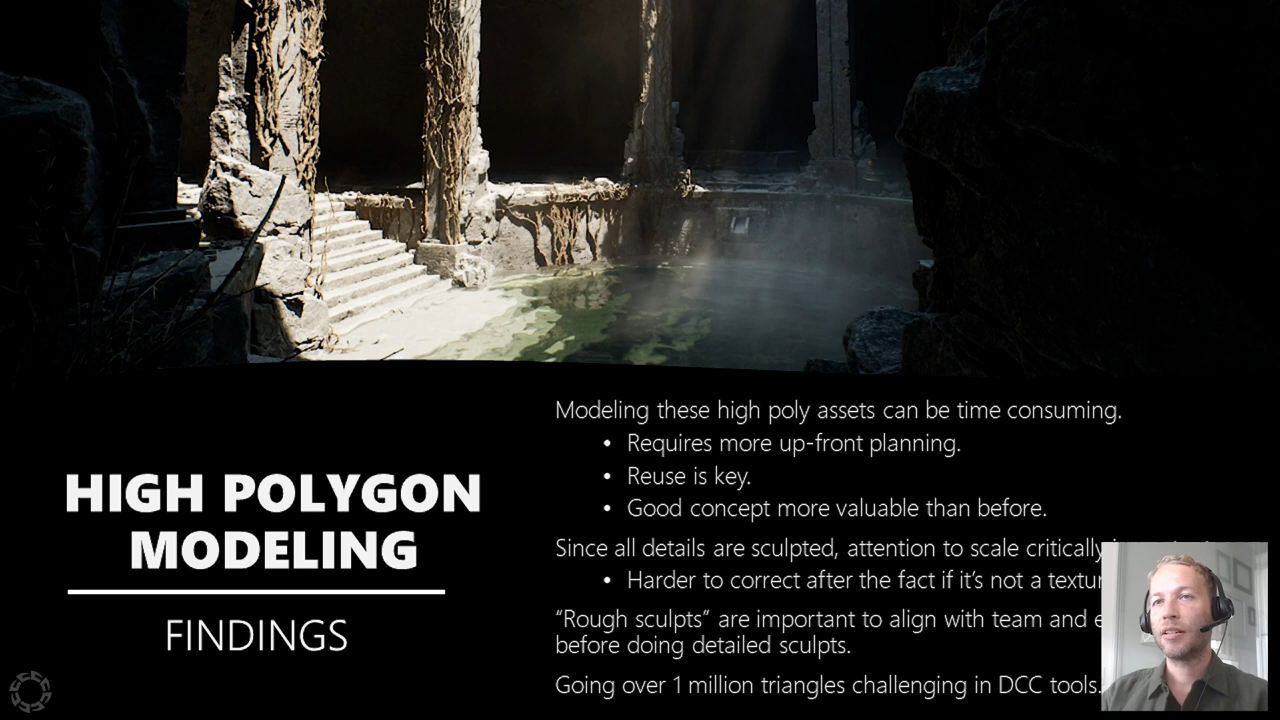 Modeling these high poly assets can be time consuming.
• Requires more up-front planning.
• Reuse is key.
• Good concept more valuable than before.
HIGH POLYGON
MODELING
FINDINGS
Since all details are sculpted, attention to scale critically
• Harder to correct after the fact if it's not a
“Rough sculpts” are important to align with team and
before doing detailed sculpts.
Going over 1 million triangles challenging in DCC tools.